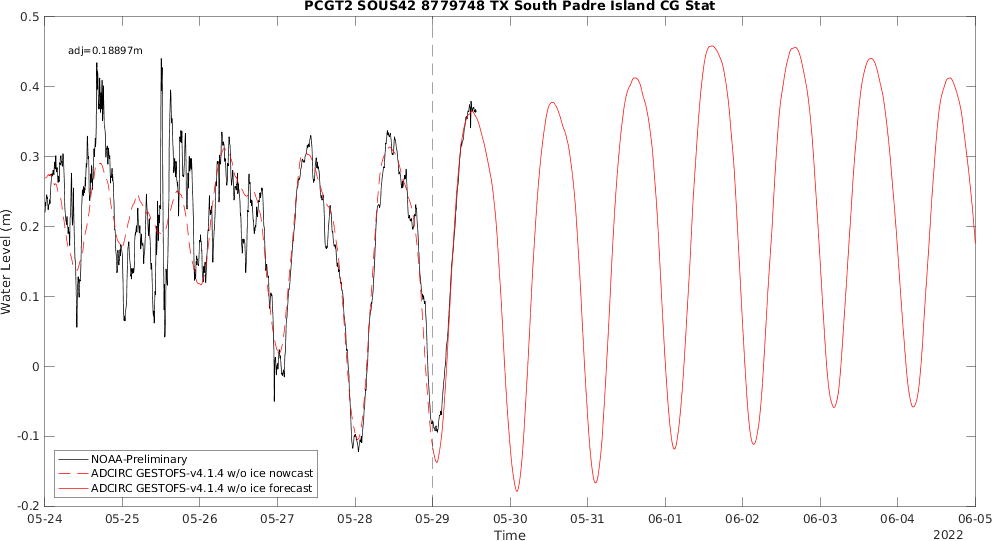 PCGT2 SOUS42 8779748 TX South Padre Island CG Stat
adj=0.18897m
0.5
0.4
0.3
0.2
0.1
0
-0.1
-0.2
Water Level (m)
NOAA-Preliminary
ADCIRC GESTOFS-v4.1.4 w/o ice nowcast
ADCIRC GESTOFS-v4.1.4 w/o ice forecast
05-24 05-25 05-26 05-27 05-28 05-29 05-30 05-31 06-01 06-02 06-03 06-04 06-05
Time
2022